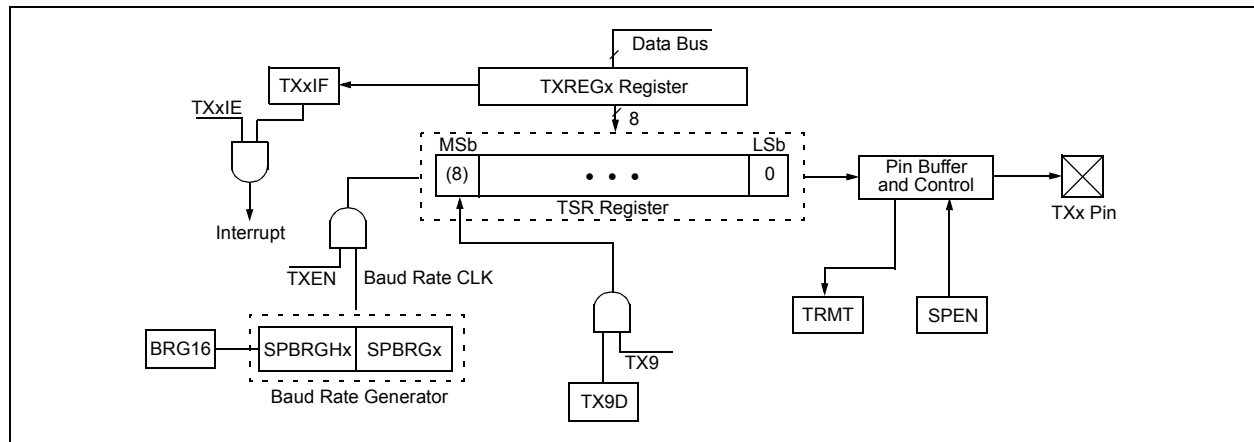 Data Bus
TXxIF
TXREGx Register
TXxIE
8
MSb
LSb
(8)
• • •
0
Pin Buffer
and Control
TSR Register
TXx Pin
Interrupt
TXEN
Baud Rate CLK
TRMT
SPEN
BRG16
SPBRGHx
SPBRGx
TX9
Baud Rate Generator
TX9D